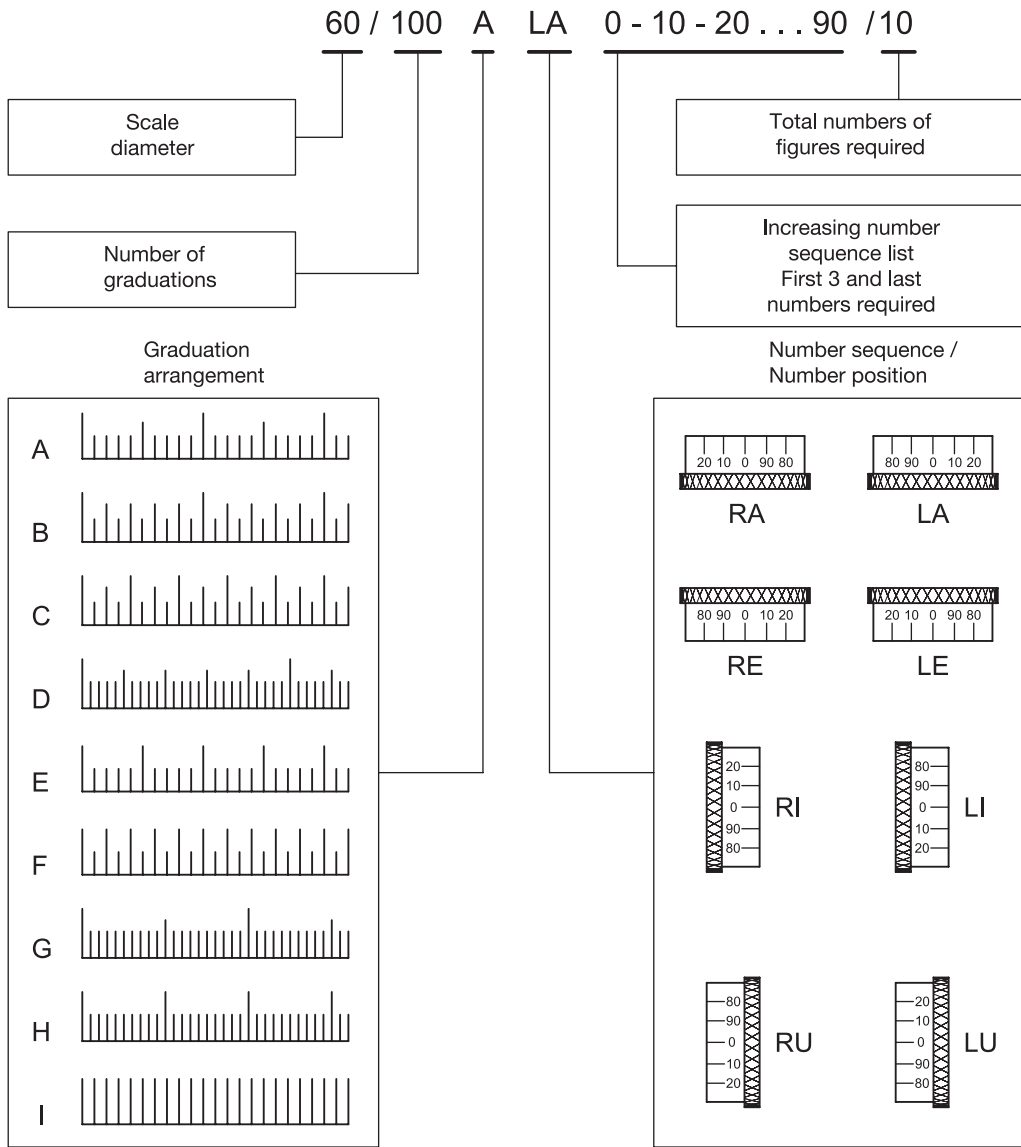 60 / 100 A LA 0 - 10 - 20 . . . 90 / 10
Scale
diameter
Total numbers of
figures required
Number of
graduations
Increasing number
sequence list
First 3 and last
numbers required
Graduation
arrangement
Number sequence /
Number position
A
B
C
D
E
F
G
H
I
20 10 0 90 80
RA
80 90 0 10 20
LA
80 90 0 10 20
RE
20 10 0 90 80
LE
20
10
0
90
80
RI
80
90
0
10
20
LI
80
90
0
10
20
RU
20
10
0
90
80
LU